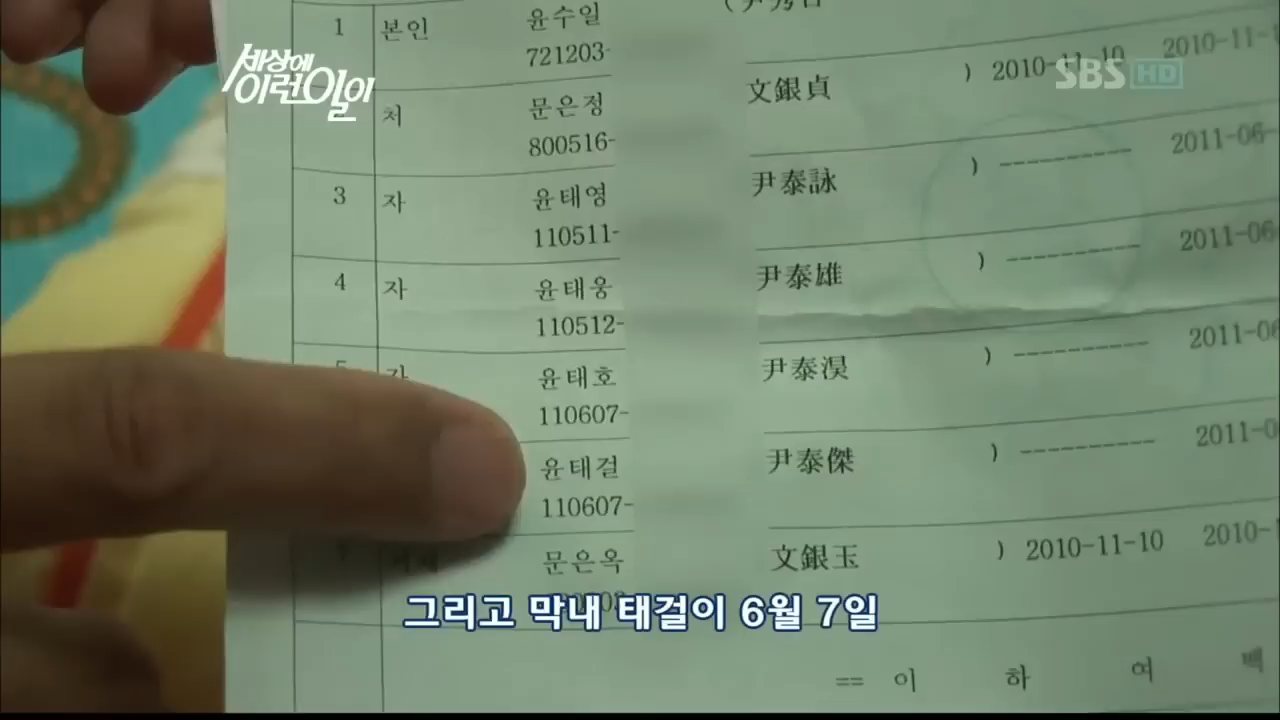 세상에
이런일이
SBS HD
1 본인 윤수일
721203-
처 문은정 文銀貞 ) 2010-11-10 2010-11-1
800516-
3 자 윤태영 尹泰詠 ) ----------- 2011-06-
110511-
4 자 윤태웅 尹泰雄 ) ----------- 2011-06
110512-
5 자 윤태호 尹泰淏 ) ----------- 2011-06
110607-
윤태걸 尹泰傑 ) ----------- 2011-0
110607-
문은옥 文銀玉 ) 2010-11-10 2010-
그리고 막내 태걸이 6월 7일
== 이 하 여 백